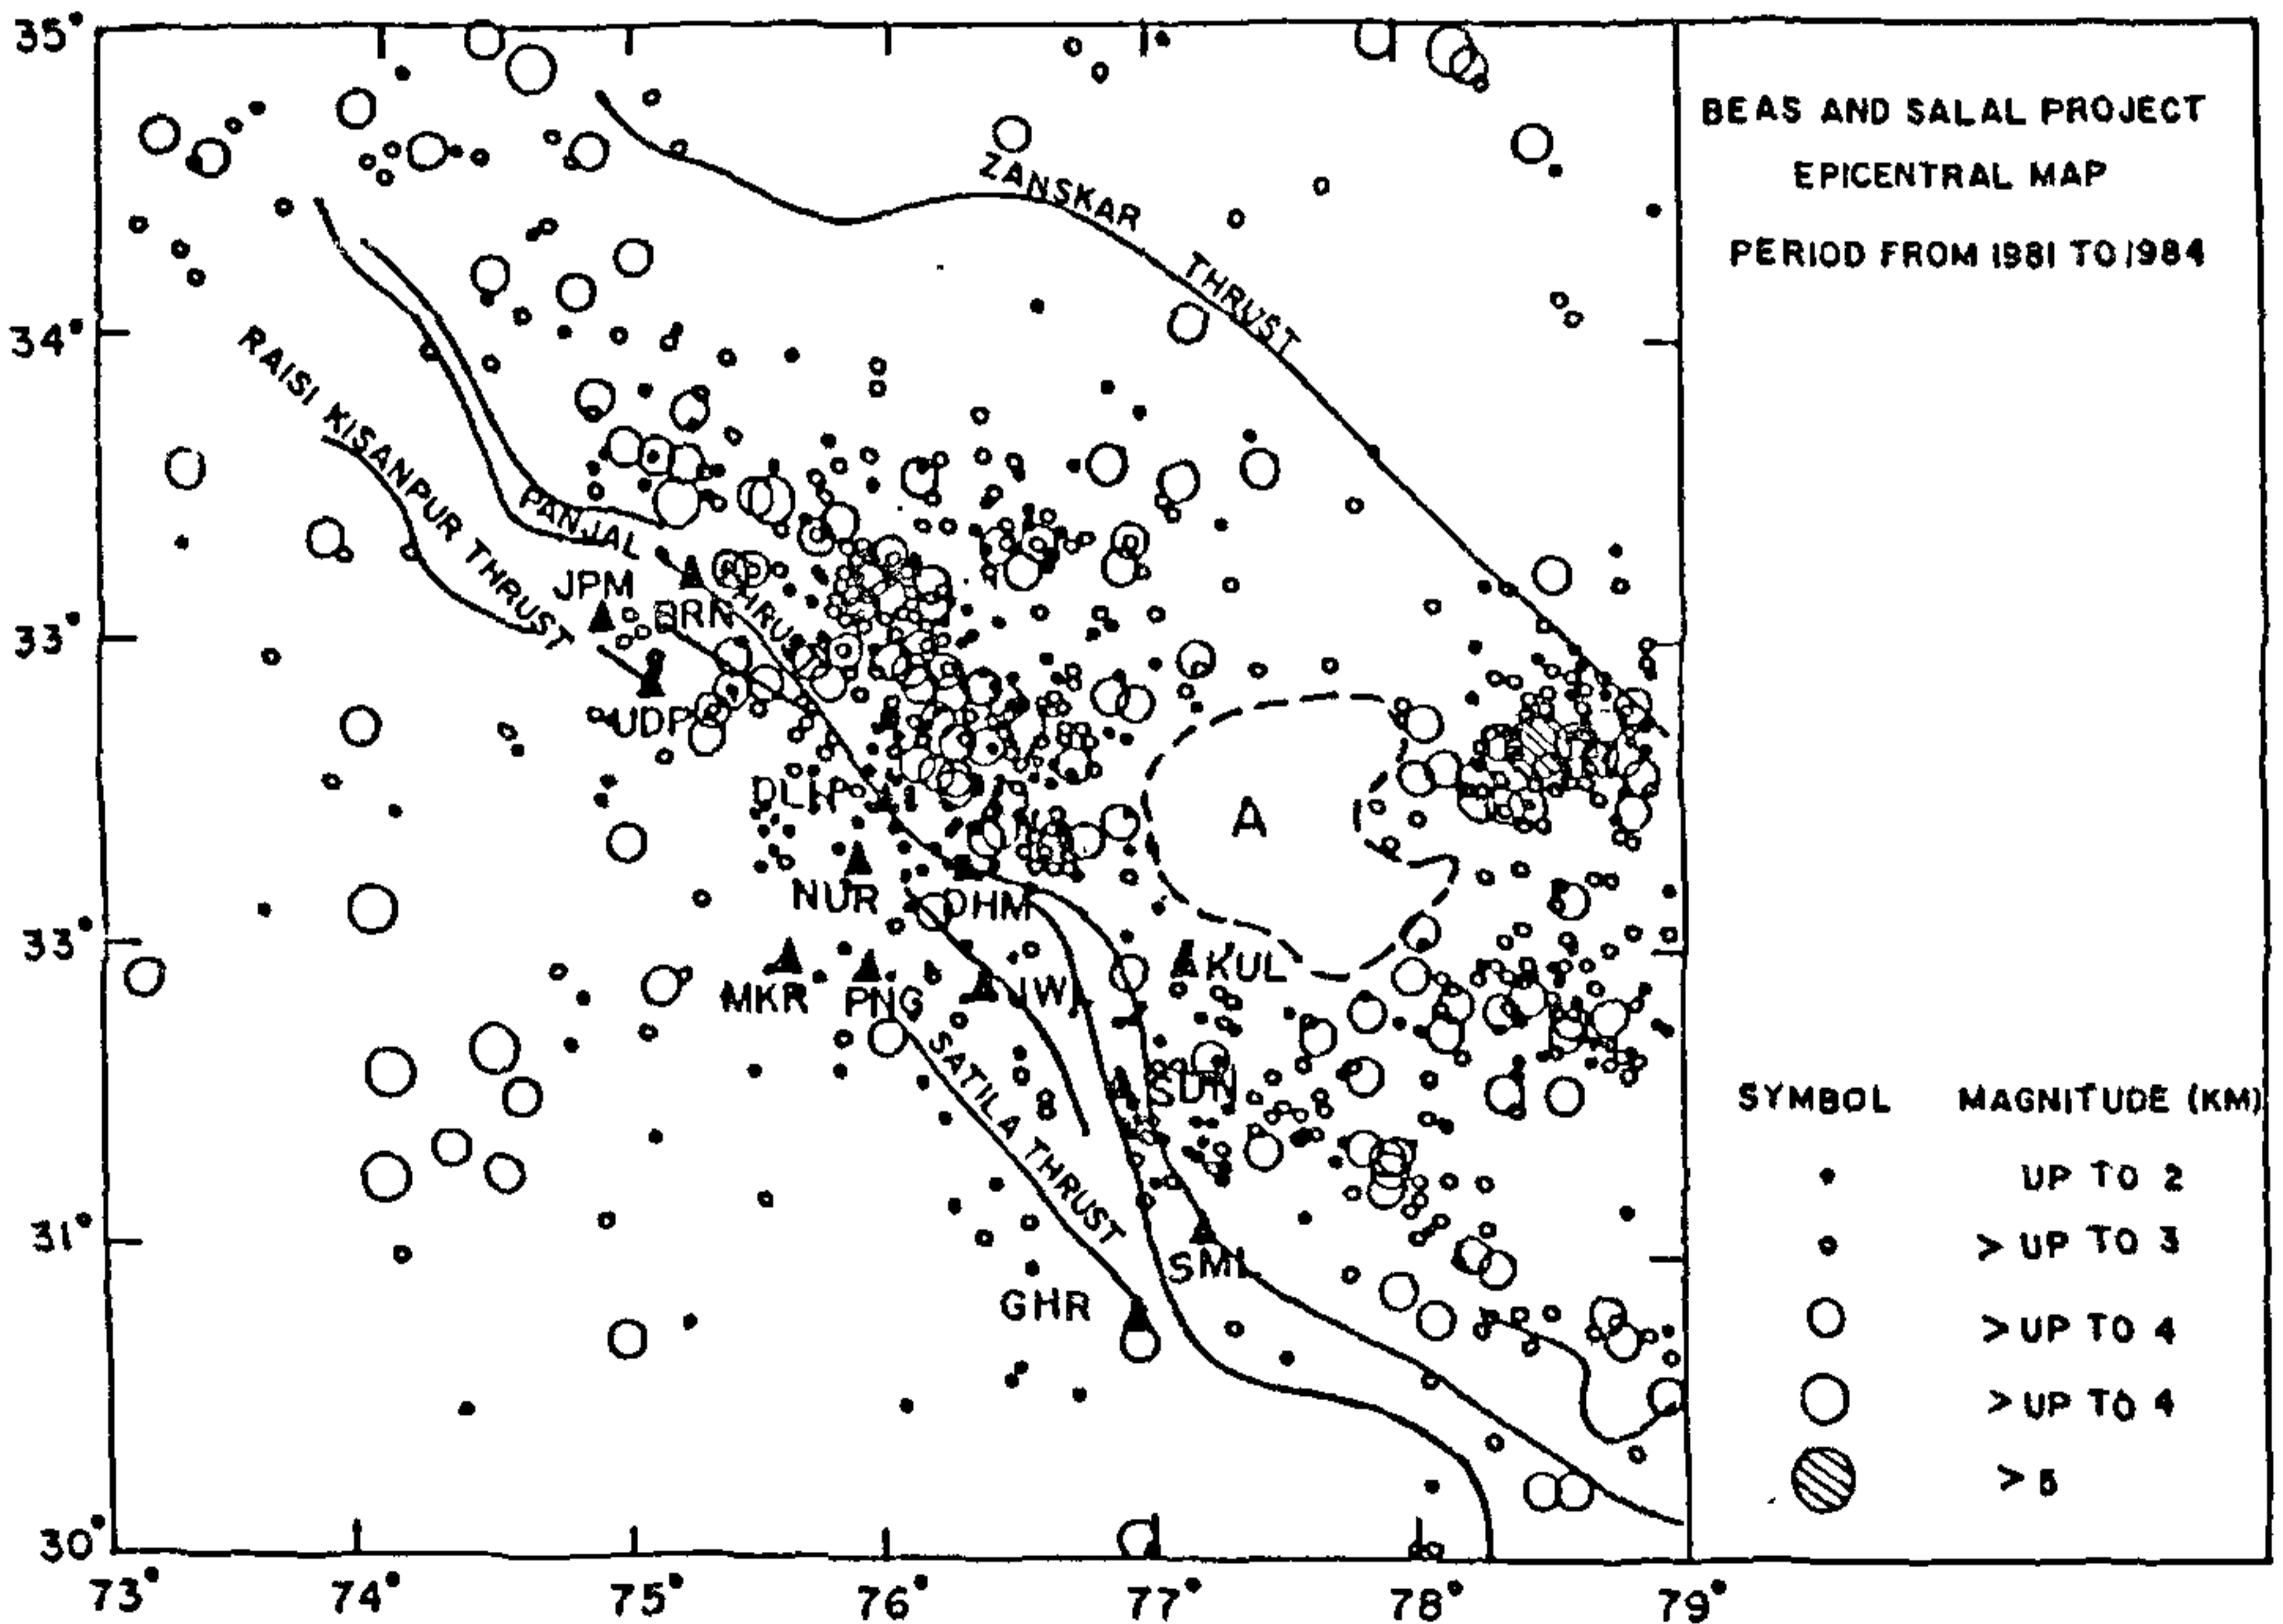 35°
34°
33°
33°
31°
30°
73°
74°
75°
76°
77°
78°
79°
ZANSKAR THRUST
RAISI KISANPUR THRUST
PANJAL THRUST
JPM
BRN
UDP
DLH
NUR
DHM
MKR
PNG
JWI
KUL
A
SATILA THRUST
SDN
SML
GHR
BEAS AND SALAL PROJECT
EPICENTRAL MAP
PERIOD FROM 1981 TO 1984
SYMBOL MAGNITUDE (KM)
UP TO 2
> UP TO 3
> UP TO 4
> UP TO 4
> 5